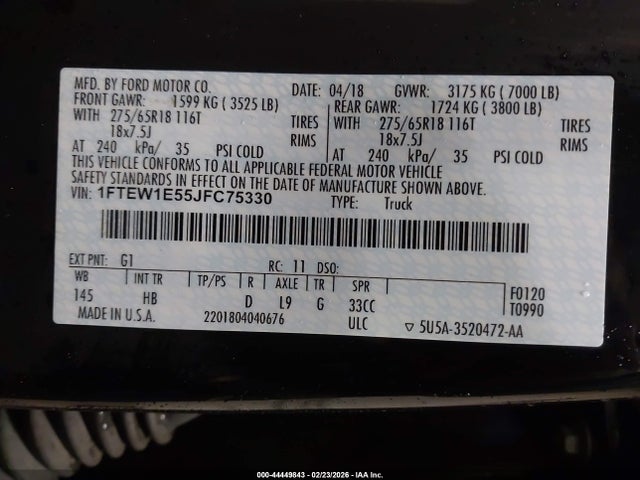 MFD. BY FORD MOTOR CO. DATE: 04/18 GVWR: 3175 KG ( 7000 LB)
FRONT GAWR: 1599 KG ( 3525 LB) REAR GAWR: 1724 KG ( 3800 LB)
WITH 275/65R18 116T TIRES WITH 275/65R18 116T TIRES
18x7.5J RIMS 18x7.5J RIMS
AT 240 kPa/ 35 PSI COLD AT 240 kPa/ 35 PSI COLD
THIS VEHICLE CONFORMS TO ALL APPLICABLE FEDERAL MOTOR VEHICLE
SAFETY STANDARDS IN EFFECT ON THE DATE OF MANUFACTURE SHOWN ABOVE.
VIN: 1FTEW1E55JFC75330 TYPE: Truck
EXT PNT: G1 RC: 11 DSO:
WB INT TR TP/PS R AXLE TR SPR
145 HB D L9 G 33CC F0120
T0990
MADE IN U.S.A. 2201804040676 ULC ▽ 5U5A-3520472-AA
000-44449843 - 02/23/2026 - IAA Inc.